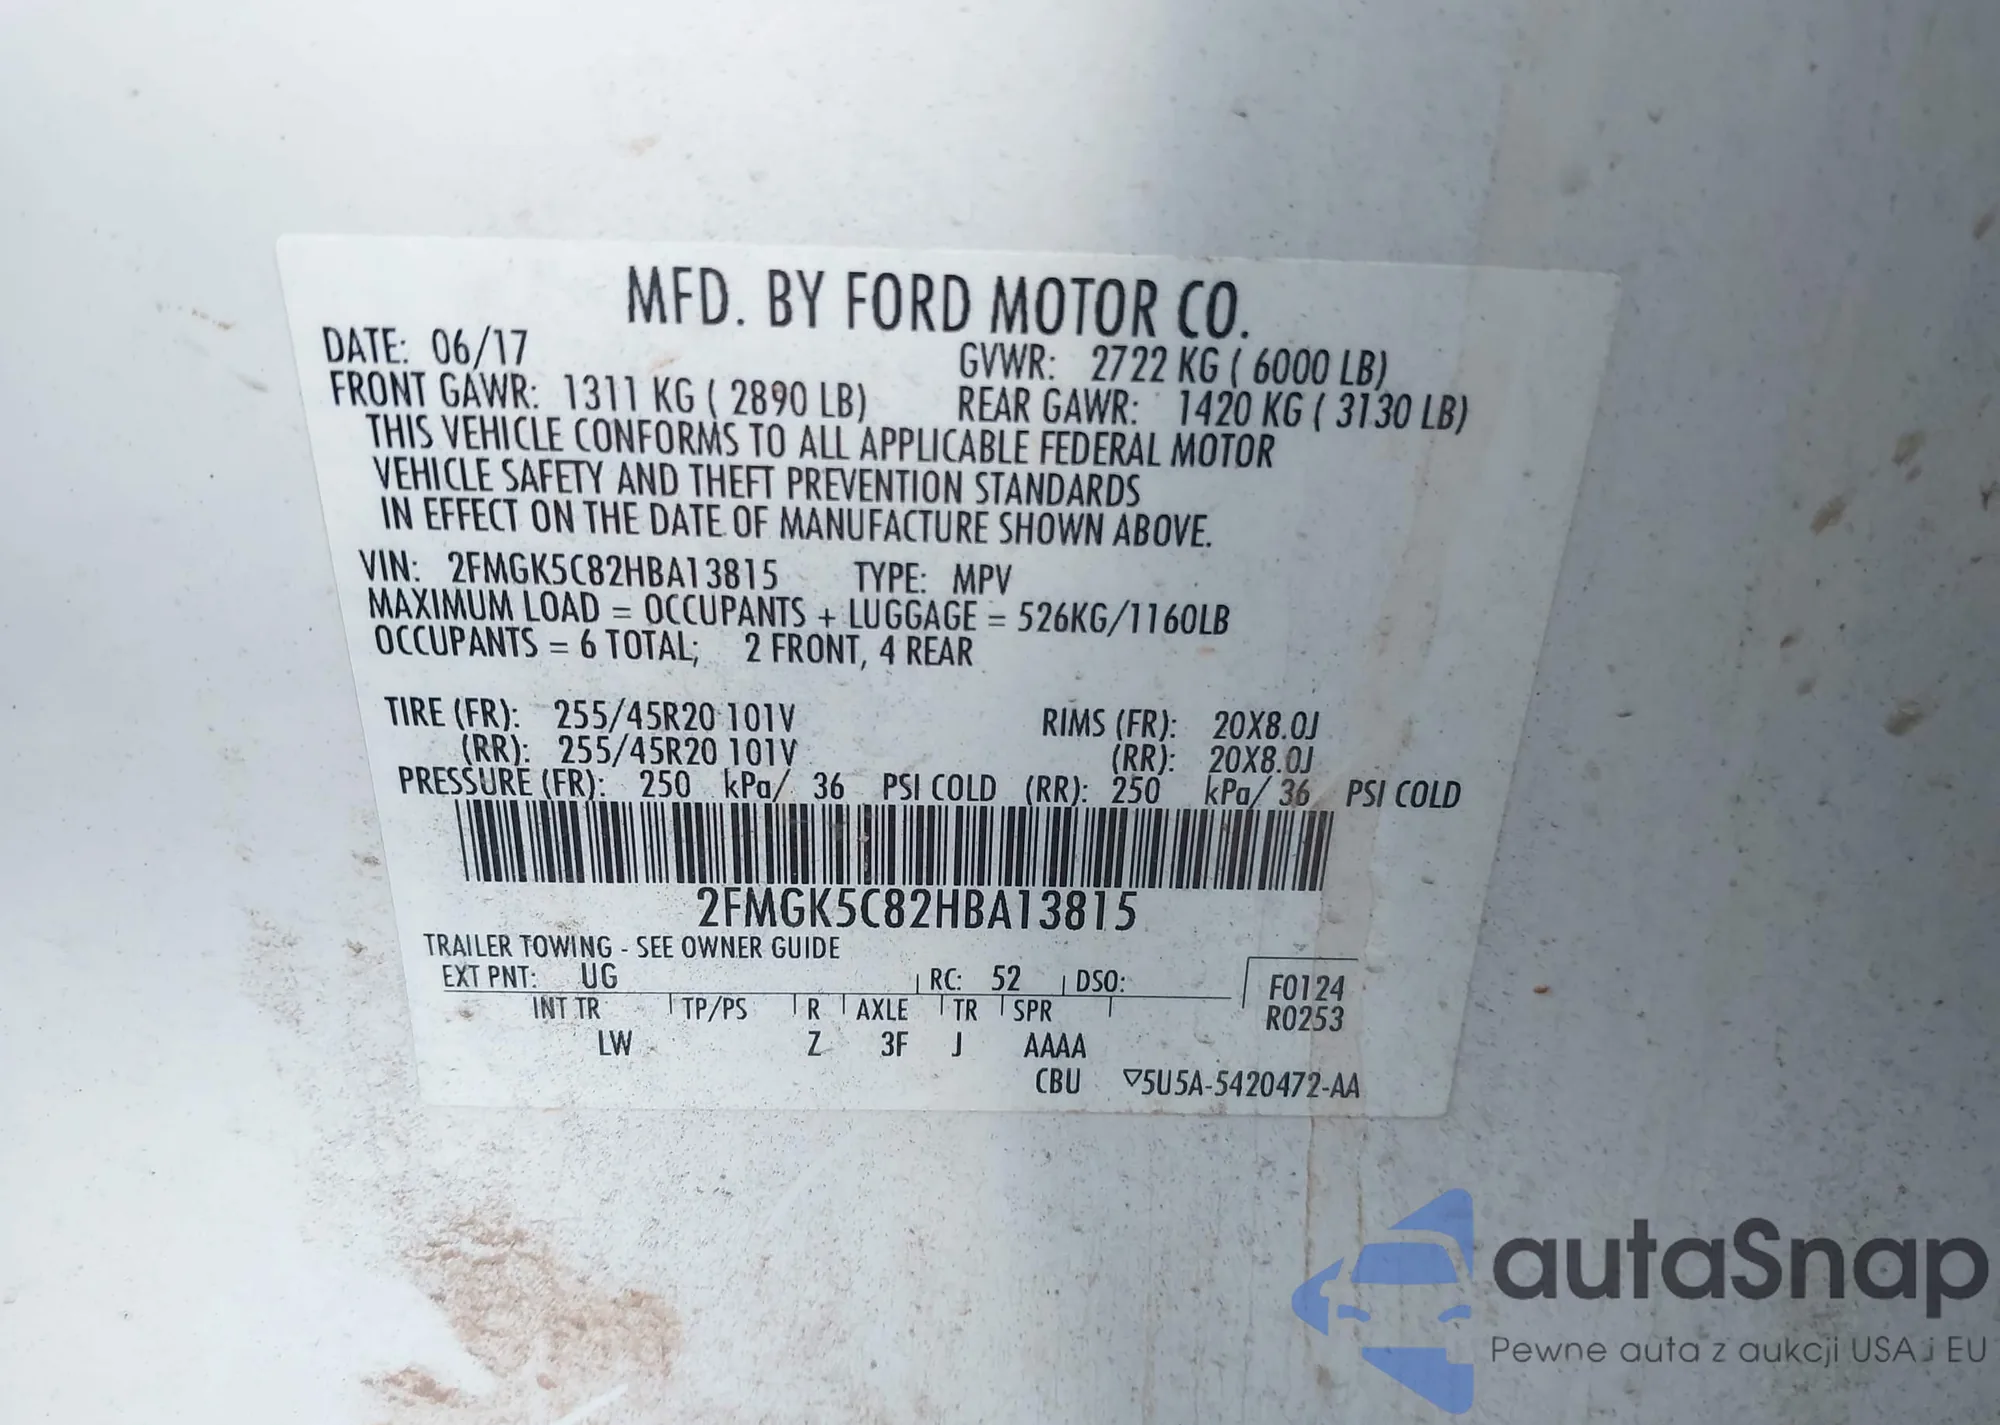 MFD. BY FORD MOTOR CO.
DATE: 06/17 GVWR: 2722 KG ( 6000 LB)
FRONT GAWR: 1311 KG ( 2890 LB) REAR GAWR: 1420 KG ( 3130 LB)
THIS VEHICLE CONFORMS TO ALL APPLICABLE FEDERAL MOTOR
VEHICLE SAFETY AND THEFT PREVENTION STANDARDS
IN EFFECT ON THE DATE OF MANUFACTURE SHOWN ABOVE.
VIN: 2FMGK5C82HBA13815 TYPE: MPV
MAXIMUM LOAD = OCCUPANTS + LUGGAGE = 526KG/1160LB
OCCUPANTS = 6 TOTAL; 2 FRONT, 4 REAR
TIRE (FR): 255/45R20 101V RIMS (FR): 20X8.0J
(RR): 255/45R20 101V (RR): 20X8.0J
PRESSURE (FR): 250 kPa/ 36 PSI COLD (RR): 250 kPa/ 36 PSI COLD
2FMGK5C82HBA13815
TRAILER TOWING - SEE OWNER GUIDE
EXT PNT: UG RC: 52 DSO: F0124
INT TR TP/PS R AXLE TR SPR R0253
LW Z 3F J AAAA
CBU ▽5U5A-5420472-AA
autaSnap
Pewne auta z aukcji USA i EU